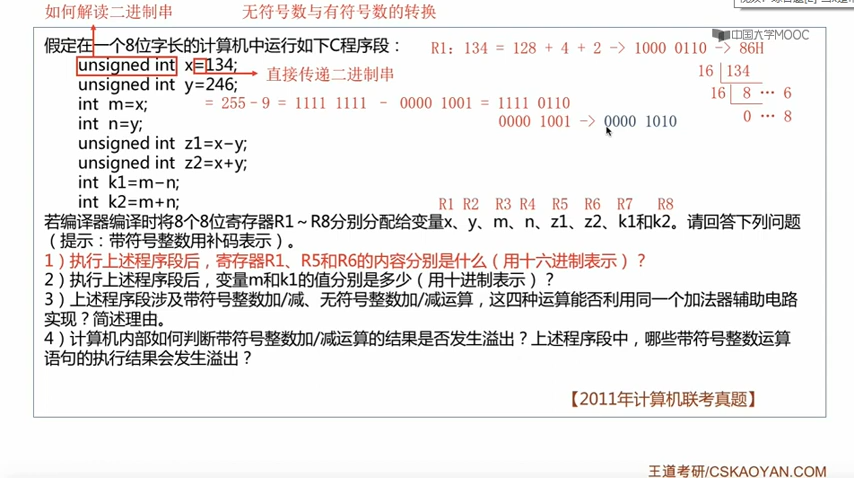 如何解读二进制串 无符号数与有符号数的转换
中国大学MOOC
假定在一个8位字长的计算机中运行如下C程序段：
R1：134 = 128 + 4 + 2 -> 1000 0110 -> 86H
unsigned int x=134; 直接传递二进制串
16 134
unsigned int y=246;
16 8 … 6
int m=x; = 255－9 = 1111 1111 － 0000 1001 = 1111 0110
0 … 8
int n=y; 0000 1001 -> 0000 1010
unsigned int z1=x−y;
unsigned int z2=x+y;
int k1=m−n;
int k2=m+n; R1 R2 R3 R4 R5 R6 R7 R8
若编译器编译时将8个8位寄存器R1～R8分别分配给变量x、y、m、n、z1、z2、k1和k2。请回答下列问题
（提示：带符号整数用补码表示）。
1）执行上述程序段后，寄存器R1、R5和R6的内容分别是什么（用十六进制表示）？
2）执行上述程序段后，变量m和k1的值分别是多少（用十进制表示）？
3）上述程序段涉及带符号整数加/减、无符号整数加/减运算，这四种运算能否利用同一个加法器辅助电路
实现？简述理由。
4）计算机内部如何判断带符号整数加/减运算的结果是否发生溢出？上述程序段中，哪些带符号整数运算
语句的执行结果会发生溢出？
【2011年计算机联考真题】
王道考研/CSKAOYAN.COM